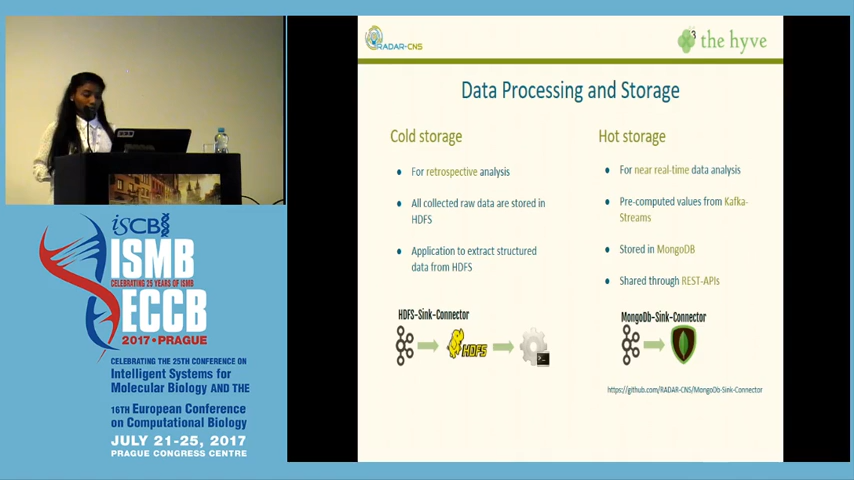 RADAR-CNS
the hyve
Data Processing and Storage
Cold storage
For retrospective analysis
All collected raw data are stored in
HDFS
Application to extract structured
data from HDFS
HDFS-Sink-Connector
HDFS
Hot storage
For near real-time data analysis
Pre-computed values from Kafka-
Streams
Stored in MongoDB
Shared through REST-APIs
MongoDb-Sink-Connector
https://github.com/RADAR-CNS/MongoDb-Sink-Connector
iSCB
ISMB
CELEBRATING 25 YEARS OF ISMB
ECCB
2017 • PRAGUE
CELEBRATING THE 25TH CONFERENCE ON
Intelligent Systems for
Molecular Biology AND THE
16TH European Conference
on Computational Biology
JULY 21-25, 2017
PRAGUE CONGRESS CENTRE